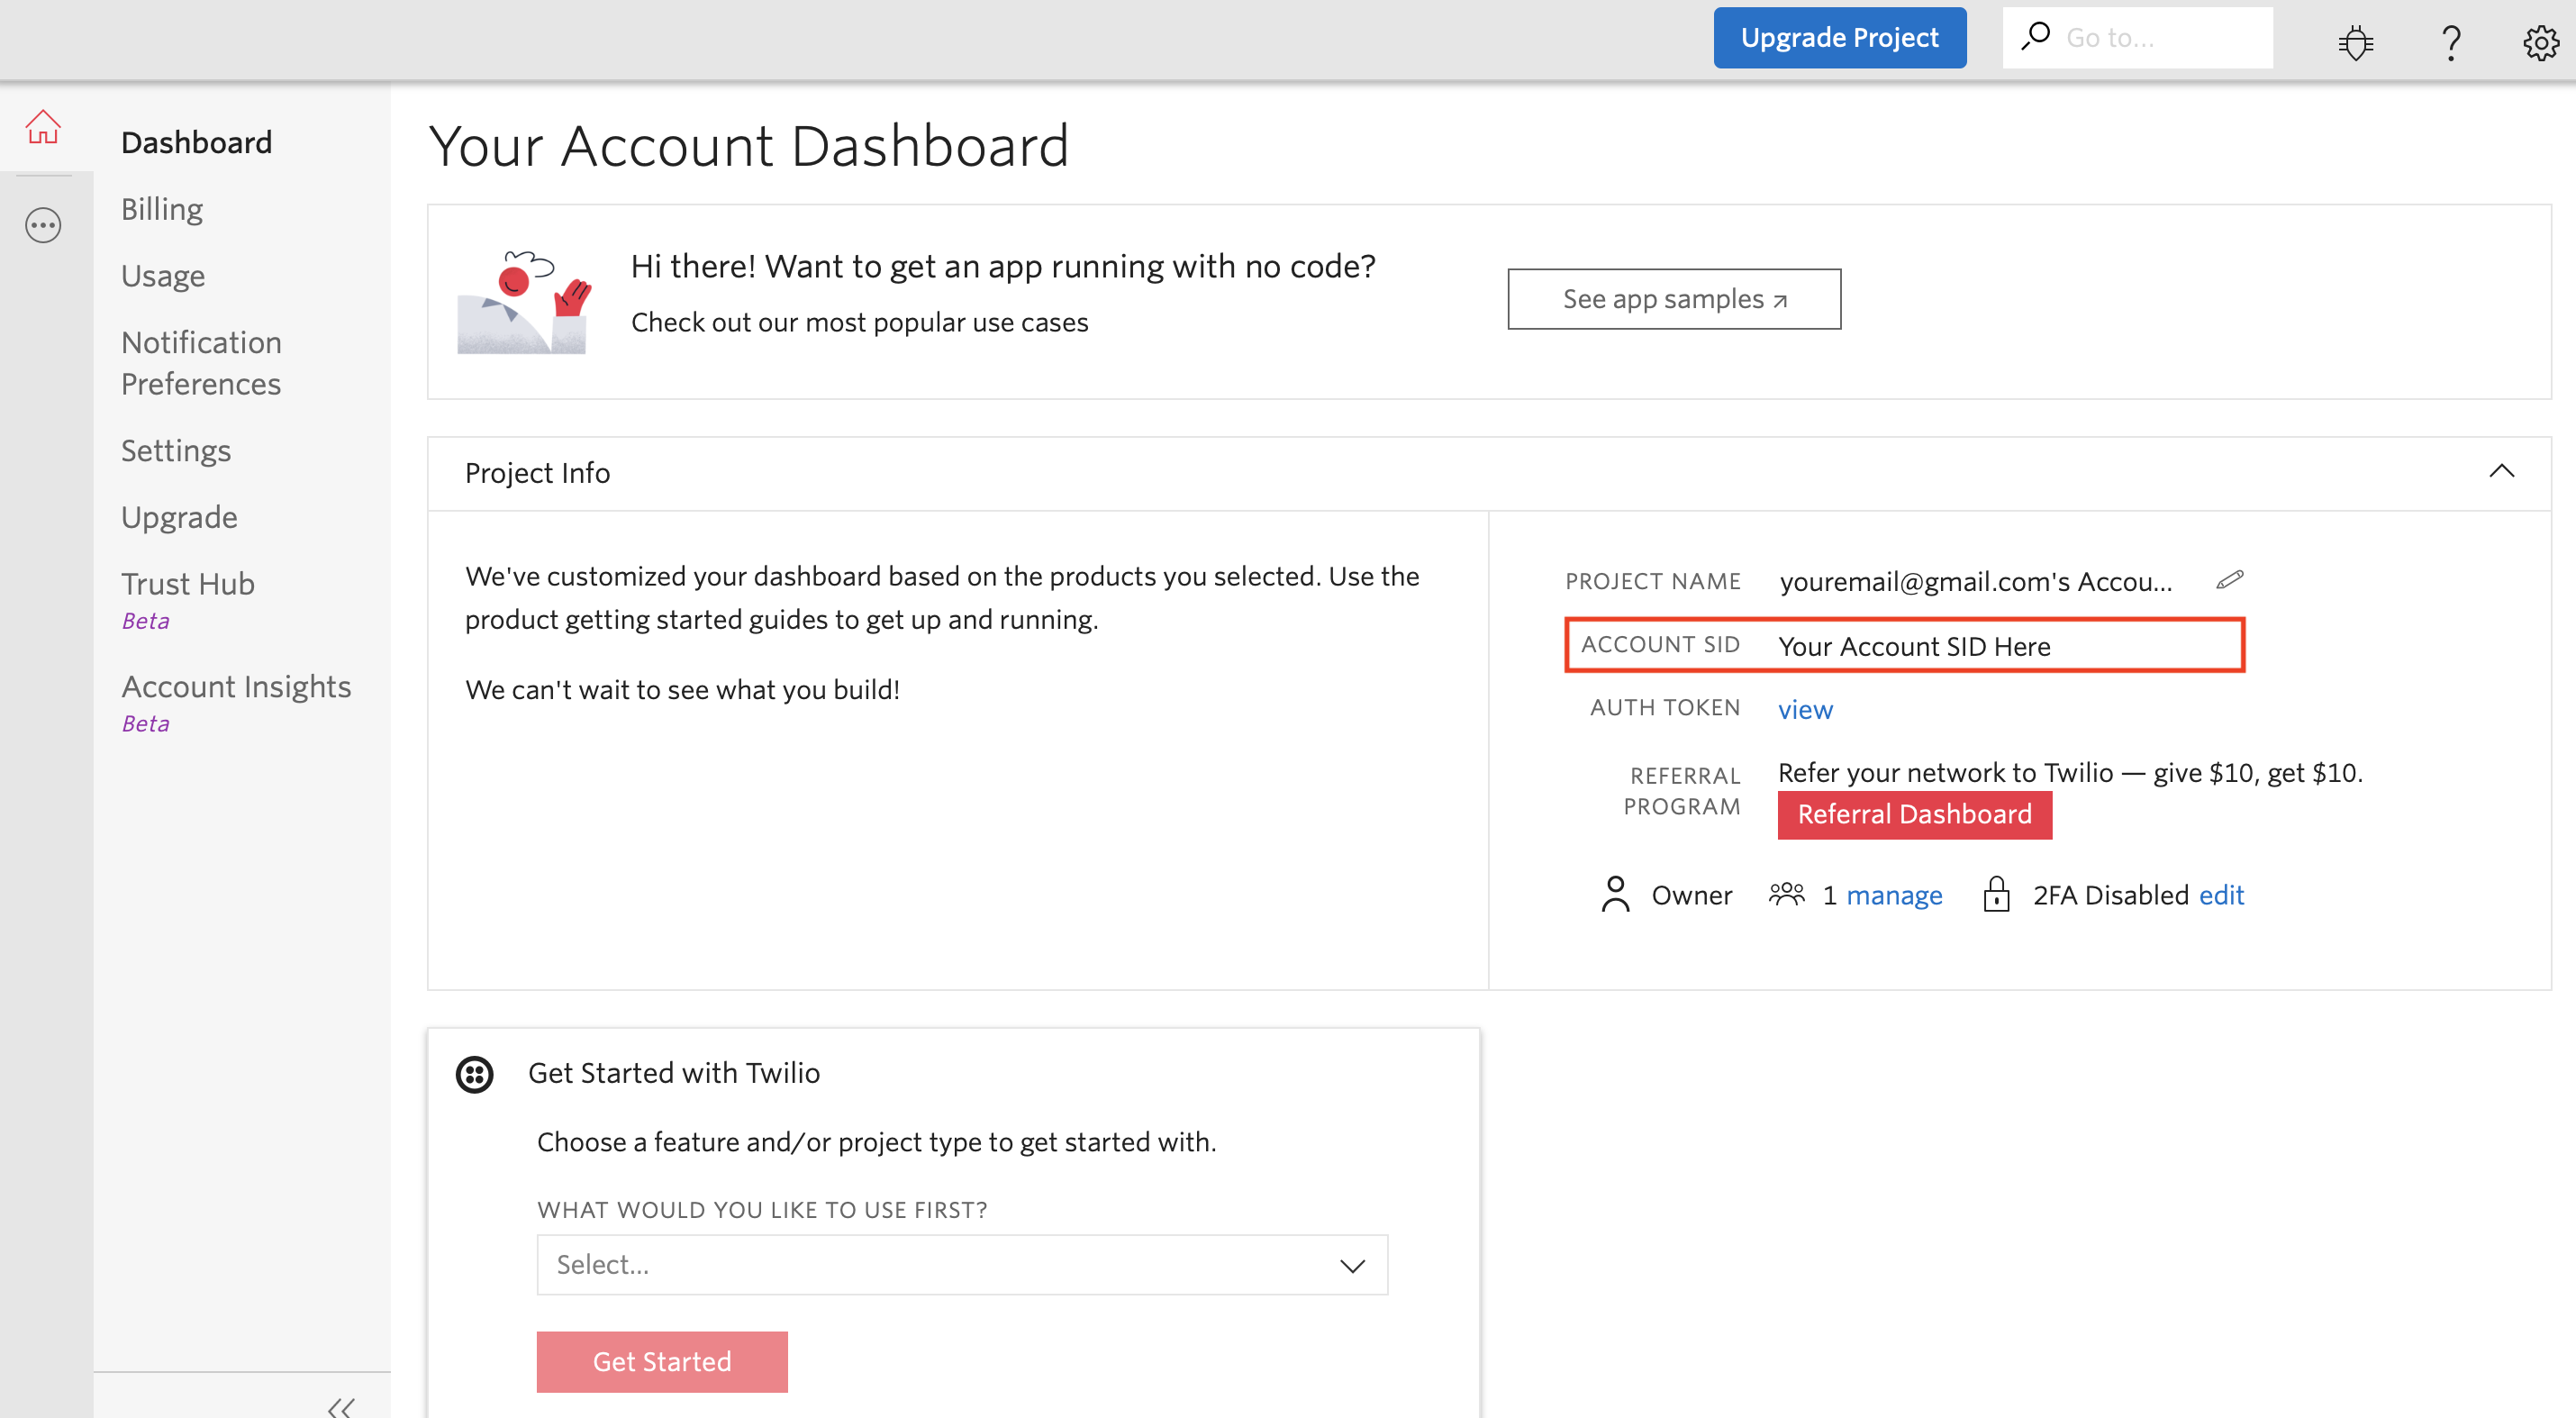 Upgrade Project
Go to...
?
Dashboard
Billing
Usage
Notification
Preferences
Settings
Upgrade
Trust Hub
Beta
Account Insights
Beta
Your Account Dashboard
Hi there! Want to get an app running with no code?
Check out our most popular use cases
See app samples
Project Info
We've customized your dashboard based on the products you selected. Use the
product getting started guides to get up and running.
We can't wait to see what you build!
PROJECT NAME youremail@gmail.com's Accou...
ACCOUNT SID Your Account SID Here
AUTH TOKEN view
REFERRAL
PROGRAM
Refer your network to Twilio — give $10, get $10.
Referral Dashboard
Owner 1 manage 2FA Disabled edit
Get Started with Twilio
Choose a feature and/or project type to get started with.
WHAT WOULD YOU LIKE TO USE FIRST?
Select...
Get Started